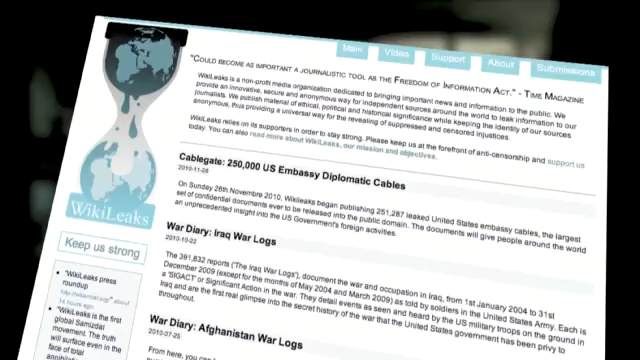 Main
Video
Support
About
Submissions
"Could become as important a journalistic tool as the Freedom of Information Act." - Time Magazine
WikiLeaks is a non-profit media organization dedicated to bringing important news and information to the public. We
provide an innovative, secure and anonymous way for independent sources around the world to leak information to our
journalists. We publish material of ethical, political and historical significance while keeping the identity of our sources
anonymous, thus providing a universal way for the revealing of suppressed and censored injustices.
WikiLeaks relies on its supporters in order to stay strong. Please keep us at the forefront of anti-censorship and support us
today. You can also read more about WikiLeaks, our mission and objectives.
Cablegate: 250,000 US Embassy Diplomatic Cables
2010-11-28
On Sunday 28th Novembre 2010, Wikileaks began publishing 251,287 leaked United States embassy cables, the largest
set of confidential documents ever to be released into the public domain. The documents will give people around the world
an unprecedented insight into the US Government's foreign activities.
War Diary: Iraq War Logs
2010-10-22
The 391,832 reports ('The Iraq War Logs'), document the war and occupation in Iraq, from 1st January 2004 to 31st
December 2009 (except for the months of May 2004 and March 2009) as told by soldiers in the United States Army. Each is
a 'SIGACT' or Significant Action in the war. They detail events as seen and heard by the US military troops on the ground in
Iraq and are the first real glimpse into the secret history of the war that the United States government has been privy to
throughout.
War Diary: Afghanistan War Logs
2010-07-25
From here, you can
WikiLeaks
Keep us strong
"WikiLeaks press
roundup
about
14 hours ago
"WikiLeaks is the first
global Samizdat
movement. The truth
will surface even in the
face of total